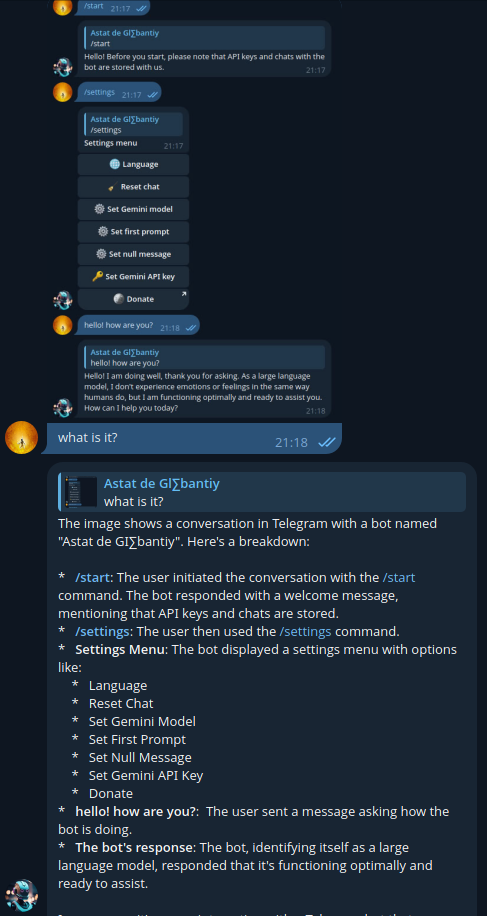 /start 21:17
Astat de Gl∑bantiy
/start
Hello! Before you start, please note that API keys and chats with the
bot are stored with us.
21:17
/settings 21:17
Astat de Gl∑bantiy
/settings
Settings menu 21:17
Language
Reset chat
Set Gemini model
Set first prompt
Set null message
Set Gemini API key
Donate
hello! how are you? 21:18
Astat de Gl∑bantiy
hello! how are you?
Hello! I am doing well, thank you for asking. As a large language
model, I don't experience emotions or feelings in the same way
humans do, but I am functioning optimally and ready to assist you.
How can I help you today? 21:18
what is it? 21:18
Astat de Gl∑bantiy
what is it?
The image shows a conversation in Telegram with a bot named
"Astat de GI∑bantiy". Here's a breakdown:
* /start: The user initiated the conversation with the /start
command. The bot responded with a welcome message,
mentioning that API keys and chats are stored.
* /settings: The user then used the /settings command.
* Settings Menu: The bot displayed a settings menu with options
like:
* Language
* Reset Chat
* Set Gemini Model
* Set First Prompt
* Set Null Message
* Set Gemini API Key
* Donate
* hello! how are you?: The user sent a message asking how the
bot is doing.
* The bot's response: The bot, identifying itself as a large
language model, responded that it's functioning optimally and
ready to assist.